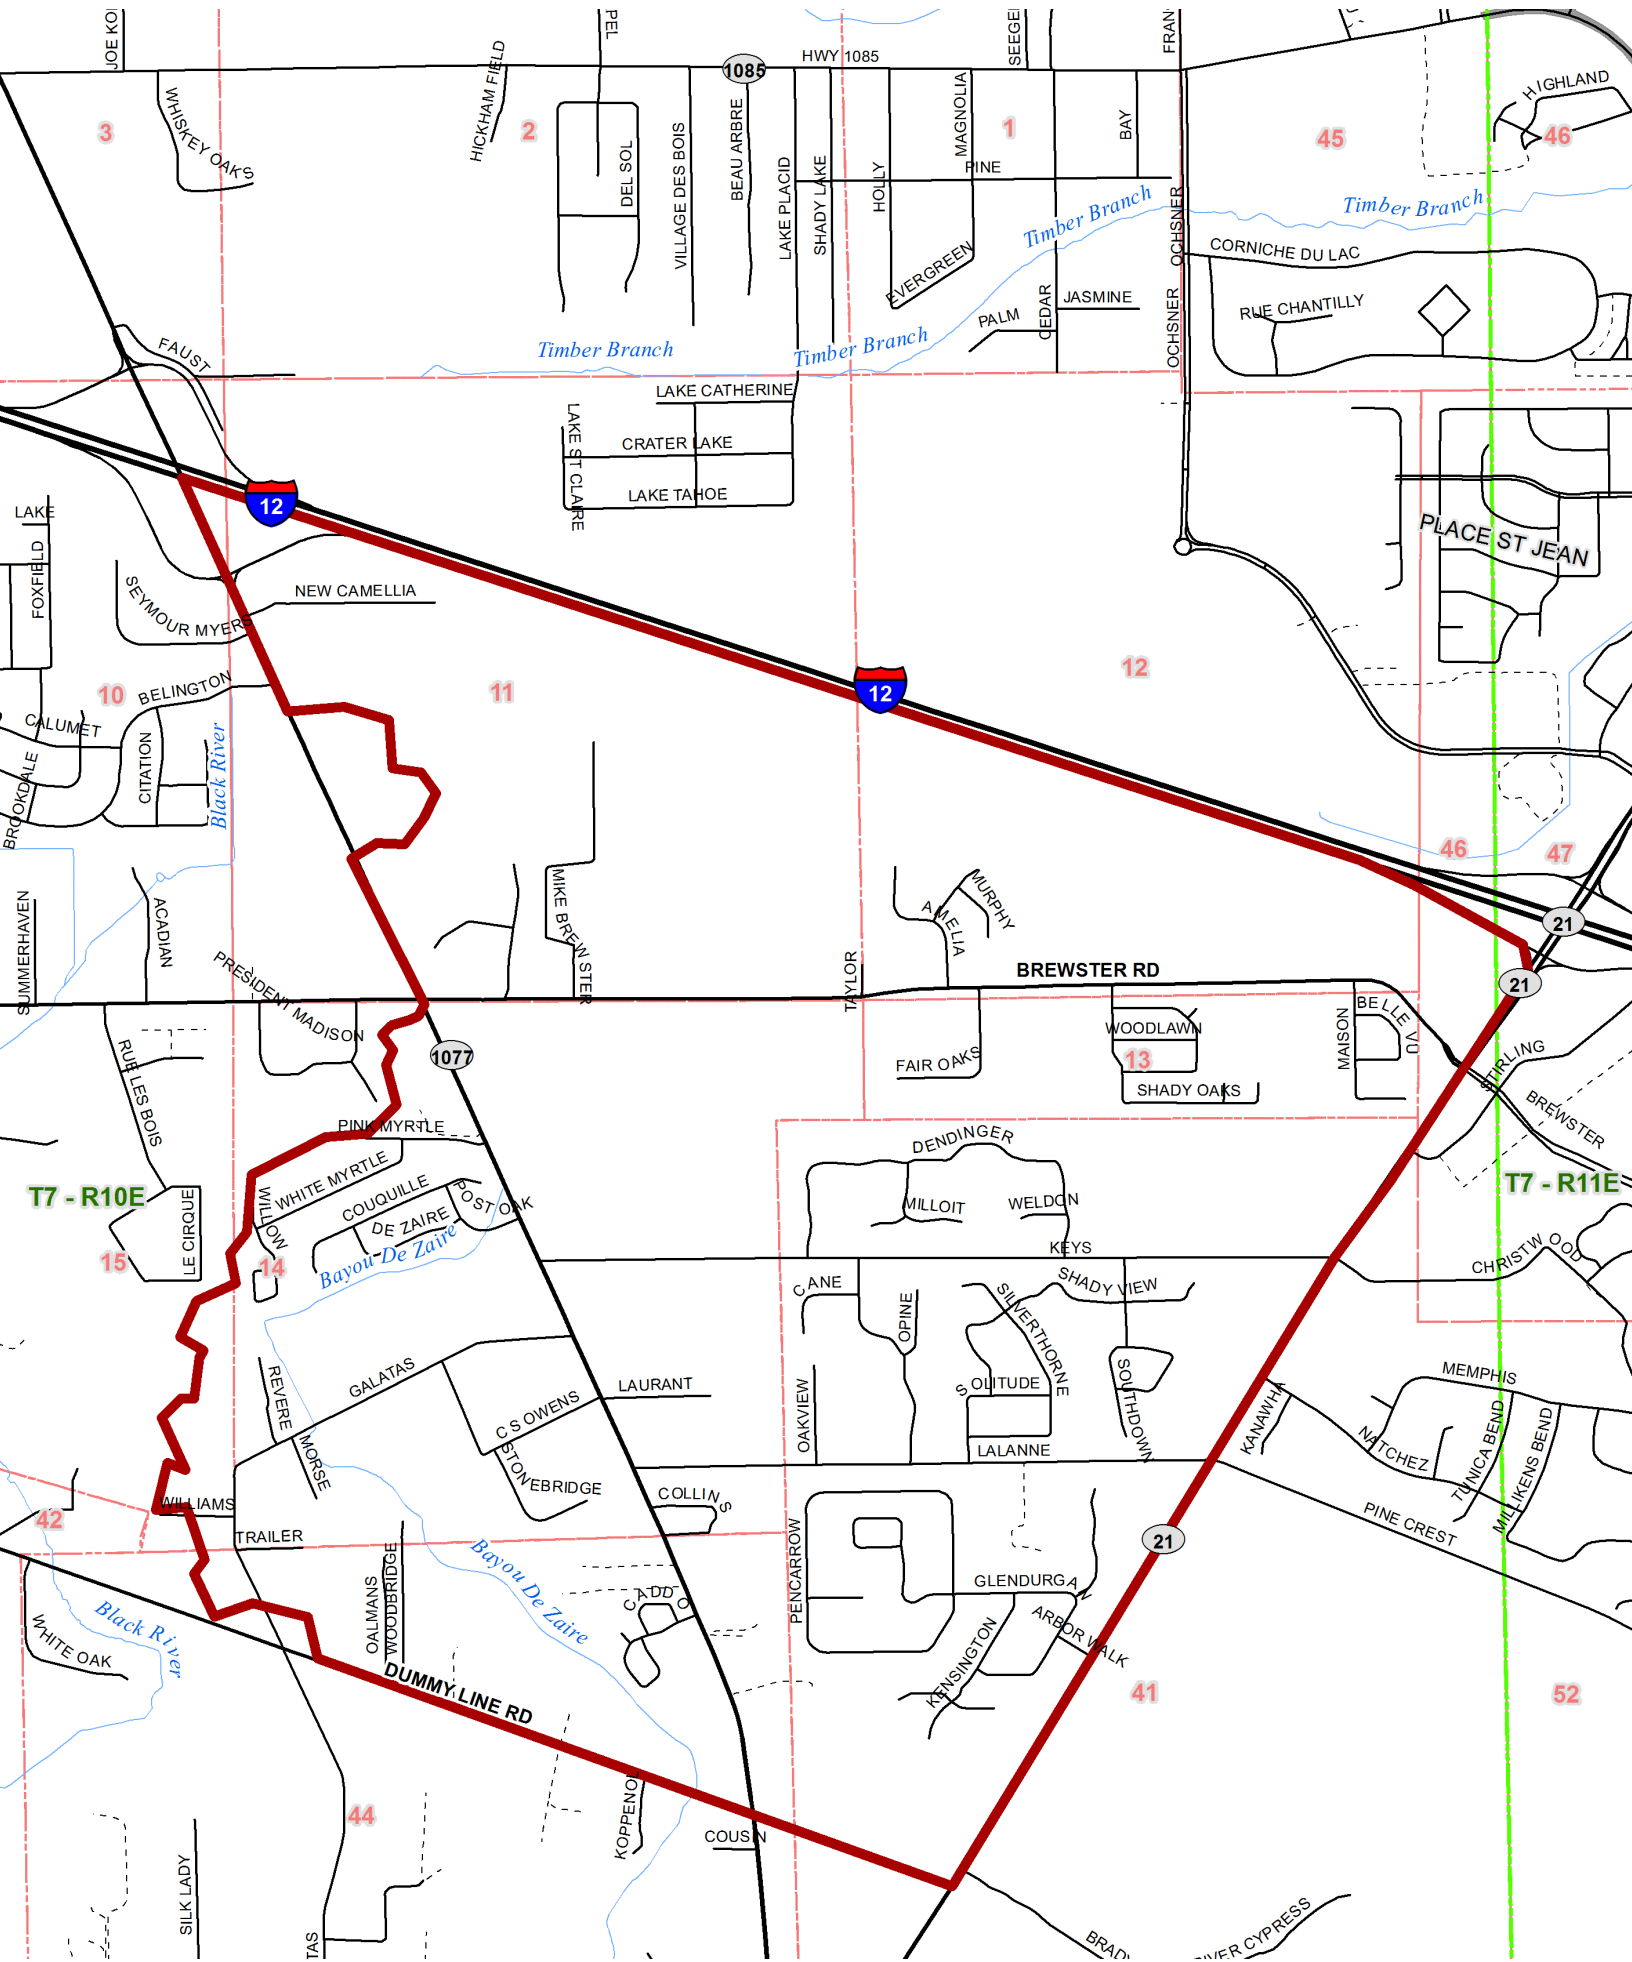 JOE KO
PEL
SEEGE
FRAN
HWY 1085
1085
HICKHAM FIELD
WHISKEY OAKS
3
2
1
45
46
HIGHLAND
DEL SOL
VILLAGE DES BOIS
BEAU ARBRE
LAKE PLACID
SHADY LAKE
HOLLY
MAGNOLIA
BAY
PINE
EVERGREEN
Timber Branch
Timber Branch
OCHSNER
CORNICHE DU LAC
RUE CHANTILLY
OCHSNER
CEDAR
JASMINE
PALM
FAUST
Timber Branch
Timber Branch
LAKE CATHERINE
LAKE ST CLAIRE
CRATER LAKE
LAKE TAHOE
12
LAKE
FOXFIELD
PLACE ST JEAN
SEYMOUR MYERS
NEW CAMELLIA
10
BELINGTON
11
12
12
CALUMET
CITATION
Black River
BROOKDALE
46
47
SUMMERHAVEN
ACADIAN
MIKE BREWSTER
AMELIA
MURPHY
21
TAYLOR
BREWSTER RD
21
PRESIDENT MADISON
RUE LES BOIS
1077
FAIR OAKS
WOODLAWN
13
SHADY OAKS
MAISON
BELLE VU
STIRLING
BREWSTER
PINK MYRTLE
WHITE MYRTLE
DENDINGER
T7 - R10E
LE CIRQUE
WILLOW
COUQUILLE
DE ZAIRE
POST OAK
MILLOIT
WELDON
T7 - R11E
15
14
Bayou De Zaire
KEYS
CHRISTWOOD
CANE
OPINE
SILVERTHORNE
SHADY VIEW
REVERE
GALATAS
LAURANT
OAKVIEW
SOLITUDE
SOUTHDOWN
MEMPHIS
C S OWENS
MORSE
STONEBRIDGE
LALANNE
KANAWHA
NATCHEZ
TUNICA BEND
MILLIKENS BEND
WILLIAMS
COLLINS
42
TRAILER
PENCARROW
21
PINE CREST
Bayou De Zaire
OALMANS
WOODBRIDGE
CADDO
GLENDURGAN
ARBOR WALK
KENSINGTON
Black River
WHITE OAK
DUMMY LINE RD
41
52
44
KOPPENOL
COUSIN
SILK LADY
TAS
BRADY
IVER CYPRESS